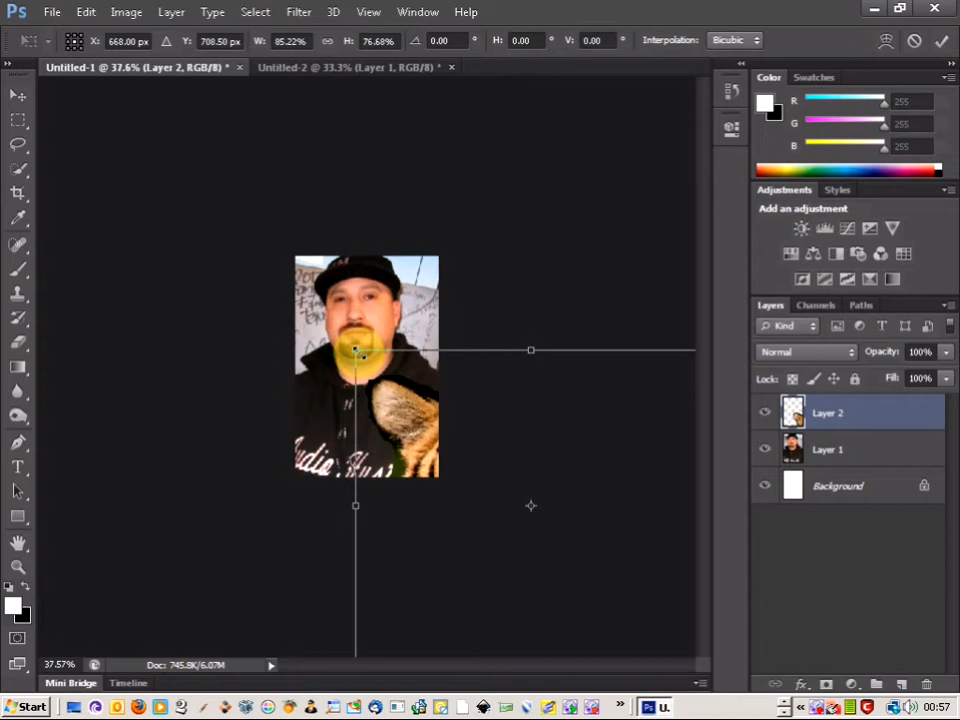 Ps File Edit Image Layer Type Select Filter 3D View Window Help
X: 668.00 px Y: 708.50 px W: 85.22% H: 76.68% 0.00 ° H: 0.00 ° V: 0.00 ° Interpolation: Bicubic
Untitled-1 @ 37.6% (Layer 2, RGB/8) * × Untitled-2 @ 33.3% (Layer 1, RGB/8) * ×
Color Swatches
R 255
G 255
B 255
Adjustments Styles
Add an adjustment
Layers Channels Paths
Kind
Normal Opacity: 100%
Lock: Fill: 100%
Layer 2
Layer 1
Background
37.57% Doc: 745.8K/6.07M
Mini Bridge Timeline
Start Ps U. 00:57